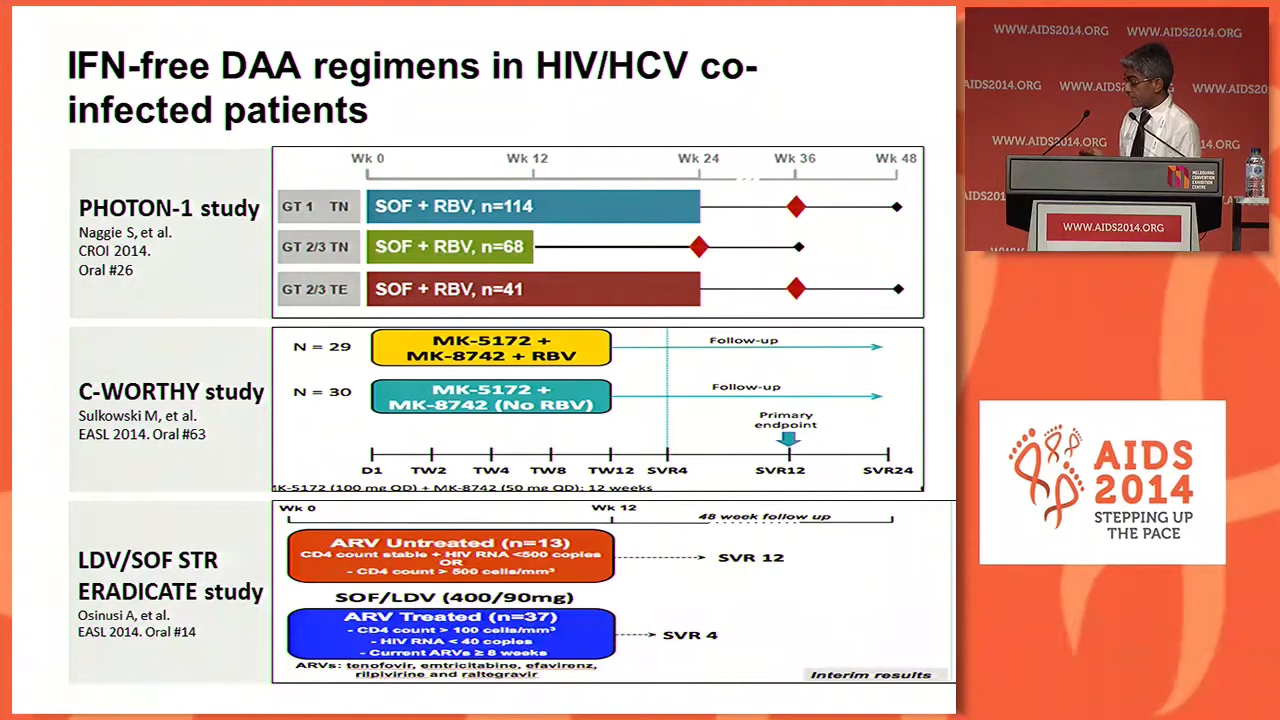 IFN-free DAA regimens in HIV/HCV co-
infected patients
PHOTON-1 study
Naggie S, et al.
CROI 2014.
Oral #26
Wk 0 Wk 12 Wk 24 Wk 36 Wk 48
GT 1 TN SOF + RBV, n=114
GT 2/3 TN SOF + RBV, n=68
GT 2/3 TE SOF + RBV, n=41
C-WORTHY study
Sulkowski M, et al.
EASL 2014. Oral #63
N = 29
MK-5172 +
MK-8742 + RBV
Follow-up
N = 30
MK-5172 +
MK-8742 (No RBV)
Follow-up
Primary
endpoint
D1 TW2 TW4 TW8 TW12 SVR4 SVR12 SVR24
MK-5172 (100 mg QD) + MK-8742 (50 mg QD); 12 weeks
LDV/SOF STR
ERADICATE study
Osinusi A, et al.
EASL 2014. Oral #14
Wk 0 Wk 12 48 week follow up
ARV Untreated (n=13)
CD4 count stable + HIV RNA <500 copies
OR
- CD4 count > 500 cells/mm³
SVR 12
SOF/LDV (400/90mg)
ARV Treated (n=37)
- CD4 count > 100 cells/mm³
- HIV RNA < 40 copies
- Current ARVs ≥ 8 weeks
SVR 4
ARVs: tenofovir, emtricitabine, efavirenz,
rilpivirine and raltegravir
Interim results
WWW.AIDS2014.ORG WWW.AIDS2014.ORG
AIDS2014.ORG WWW.AIDS WWW.AIDS20
WWW.AIDS2014.ORG
MELBOURNE
CONVENTION
EXHIBITION
CENTRE
WWW.AIDS2014.ORG
AIDS
2014
STEPPING UP
THE PACE